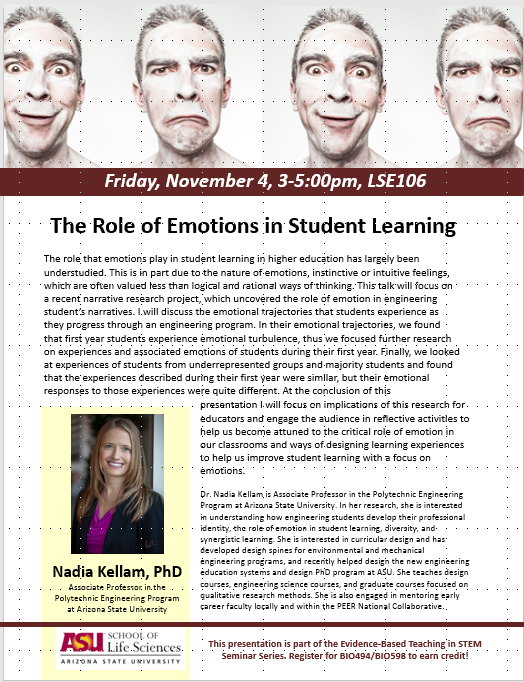 Friday, November 4, 3-5:00pm, LSE106
The Role of Emotions in Student Learning
The role that emotions play in student learning in higher education has largely been
understudied. This is in part due to the nature of emotions, instinctive or intuitive feelings,
which are often valued less than logical and rational ways of thinking. This talk will focus on
a recent narrative research project, which uncovered the role of emotion in engineering
student's narratives. I will discuss the emotional trajectories that students experience as
they progress through an engineering program. In their emotional trajectories, we found
that first year students experience emotional turbulence, thus we focused further research
on experiences and associated emotions of students during their first year. Finally, we looked
at experiences of students from underrepresented groups and majority students and found
that the experiences described during their first year were similar, but their emotional
responses to those experiences were quite different. At the conclusion of this
presentation I will focus on implications of this research for
educators and engage the audience in reflective activities to
help us become attuned to the critical role of emotion in
our classrooms and ways of designing learning experiences
to help us improve student learning with a focus on
emotions.
Dr. Nadia Kellam is Associate Professor in the Polytechnic Engineering
Program at Arizona State University. In her research, she is interested
in understanding how engineering students develop their professional
identity, the role of emotion in student learning, diversity, and
synergistic learning. She is interested in curricular design and has
developed design spines for environmental and mechanical
engineering programs, and recently helped design the new engineering
education systems and design PhD program at ASU. She teaches design
courses, engineering science courses, and graduate courses focused on
qualitative research methods. She is also engaged in mentoring early
career faculty locally and within the PEER National Collaborative.
Nadia Kellam, PhD
Associate Professor in the
Polytechnic Engineering Program
at Arizona State University
ASU SCHOOL OF
Life Sciences
ARIZONA STATE UNIVERSITY
This presentation is part of the Evidence-Based Teaching in STEM
Seminar Series. Register for BIO494/BIO598 to earn credit!